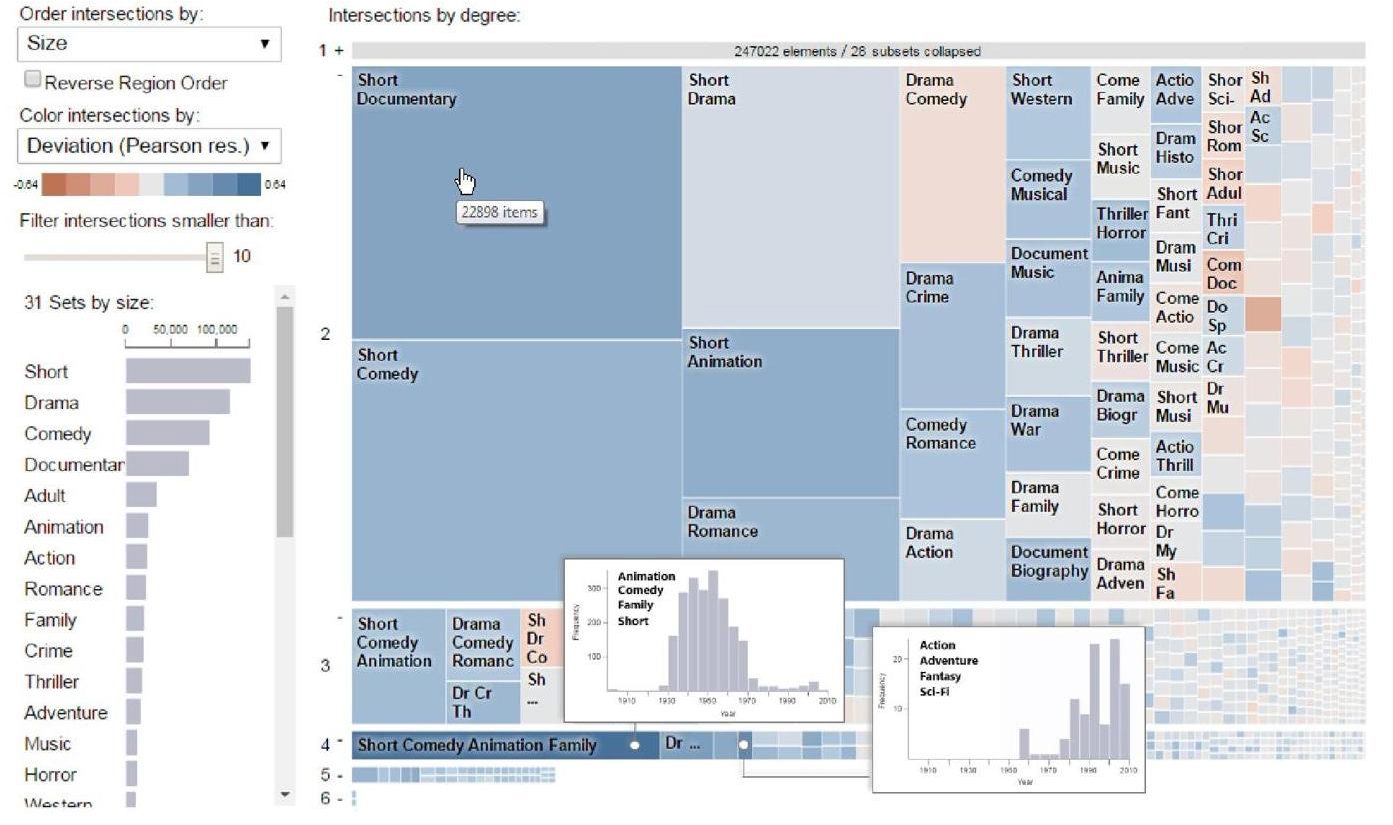 Order intersections by:
Size
Reverse Region Order
Color intersections by:
Deviation (Pearson res.)
-0.64
0.64
Filter intersections smaller than:
10
31 Sets by size:
0 50,000 100,000
Short
Drama
Comedy
Documentar
Adult
Animation
Action
Romance
Family
Crime
Thriller
Adventure
Music
Horror
Western
Intersections by degree:
1 +
247022 elements / 28 subsets collapsed
-
2
Short
Documentary
22898 items
Short
Comedy
Short
Drama
Short
Animation
Drama
Romance
Drama
Comedy
Drama
Crime
Comedy
Romance
Drama
Action
Short
Western
Comedy
Musical
Document
Music
Drama
Thriller
Drama
War
Drama
Family
Document
Biography
Come
Family
Short
Music
Thriller
Horror
Anima
Family
Short
Thriller
Drama
Biogr
Come
Crime
Short
Horror
Drama
Adven
Actio
Adve
Dram
Histo
Short
Fant
Dram
Musi
Come
Actio
Come
Music
Short
Musi
Actio
Thrill
Come
Horro
Dr
My
Sh
Fa
Shor
Sci-
Shor
Rom
Shor
Adul
Thri
Cri
Com
Doc
Do
Sp
Ac
Cr
Dr
Mu
Sh
Ad
Ac
Sc
-
3
Short
Comedy
Animation
Drama
Comedy
Romanc
Dr Cr
Th
Sh
Dr
Co
Sh
...
Animation
Comedy
Family
Short
Frequency
300
200
100
1910 1930 1950 1970 1990 2010
Year
Action
Adventure
Fantasy
Sci-Fi
Frequency
20
10
1910 1930 1950 1970 1990 2010
Year
4 -
Short Comedy Animation Family
Dr ...
5 -
6 -